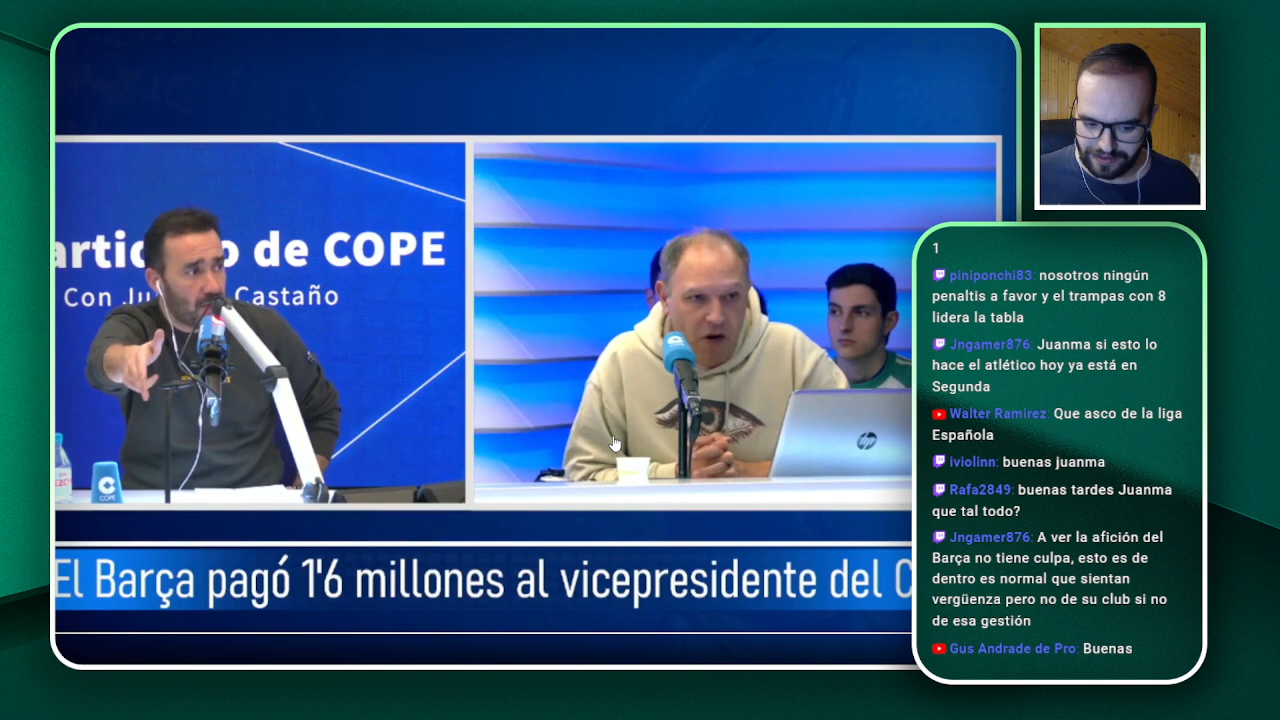 artid o de COPE
Con Ju Castaño
COPE
hp
El Barça pagó 1'6 millones al vicepresidente del C
1
piniponchi83: nosotros ningún
penaltis a favor y el trampas con 8
lidera la tabla
Jngamer876: Juanma si esto lo
hace el atlético hoy ya está en
Segunda
Walter Ramirez: Que asco de la liga
Española
iviolinn: buenas juanma
Rafa2849: buenas tardes Juanma
que tal todo?
Jngamer876: A ver la afición del
Barça no tiene culpa, esto es de
dentro es normal que sientan
vergüenza pero no de su club si no
de esa gestión
Gus Andrade de Pro: Buenas